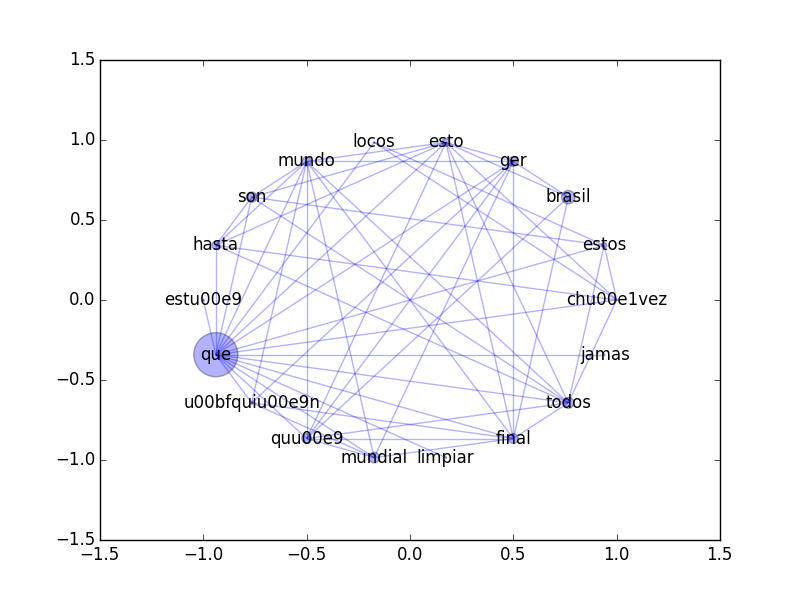 1.5
1.0
0.5
0.0
−0.5
−1.0
−1.5
locos esto
mundo ger
son brasil
hasta estos
estu00e9 chu00e1vez
que jamas
u00bfquiu00e9n todos
quu00e9 final
mundial limpiar
−1.5 −1.0 −0.5 0.0 0.5 1.0 1.5